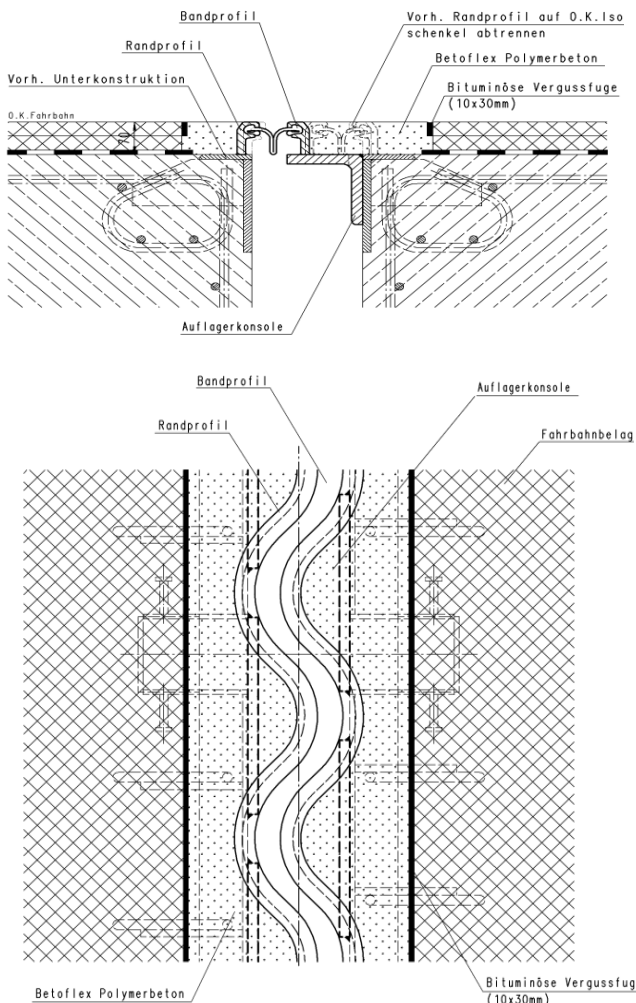 Bandprofil
Vorh. Randprofil auf O.K.Iso
schenkel abtrennen
Randprofil
Betoflex Polymerbeton
Vorh. Unterkonstruktion
Bituminöse Vergussfuge
(10x30mm)
O.K.Fahrbahn
70
Auflagerkonsole
Bandprofil
Auflagerkonsole
Randprofil
Fahrbahnbelag
Betoflex Polymerbeton
Bituminöse Vergussfug
(10x30mm)